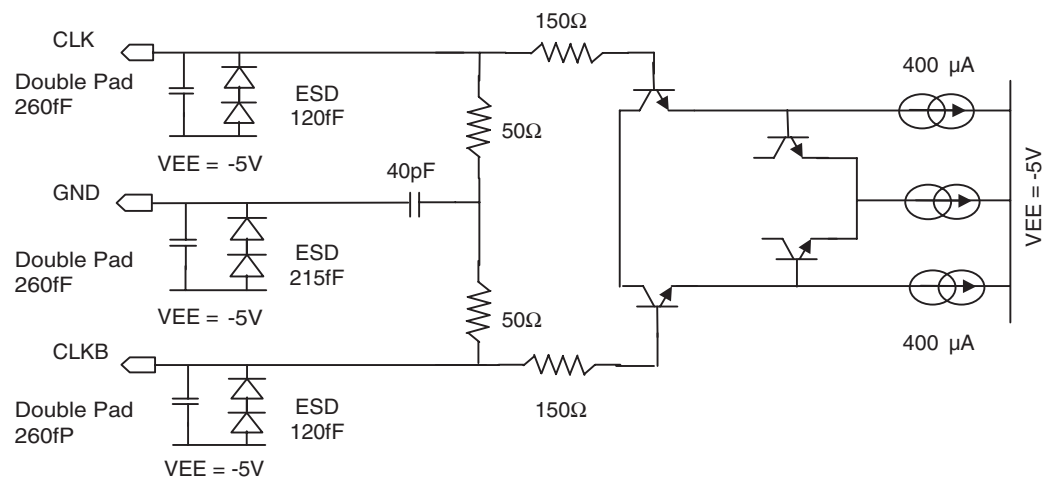 CLK
150Ω
Double Pad
260fF
ESD
120fF
50Ω
400 µA
VEE = -5V
40pF
GND
Double Pad
260fF
ESD
215fF
VEE = -5V
VEE = -5V
50Ω
CLKB
400 µA
150Ω
Double Pad
260fP
ESD
120fF
VEE = -5V